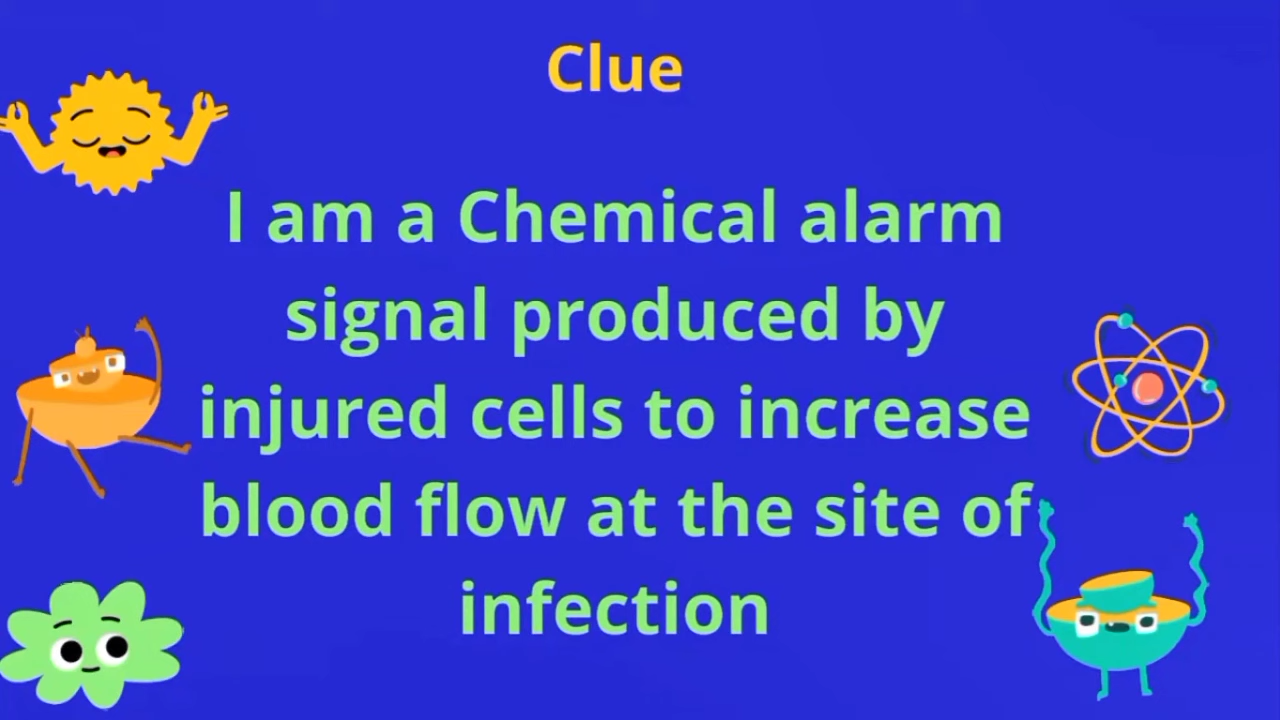 Clue
I am a Chemical alarm
signal produced by
injured cells to increase
blood flow at the site of
infection